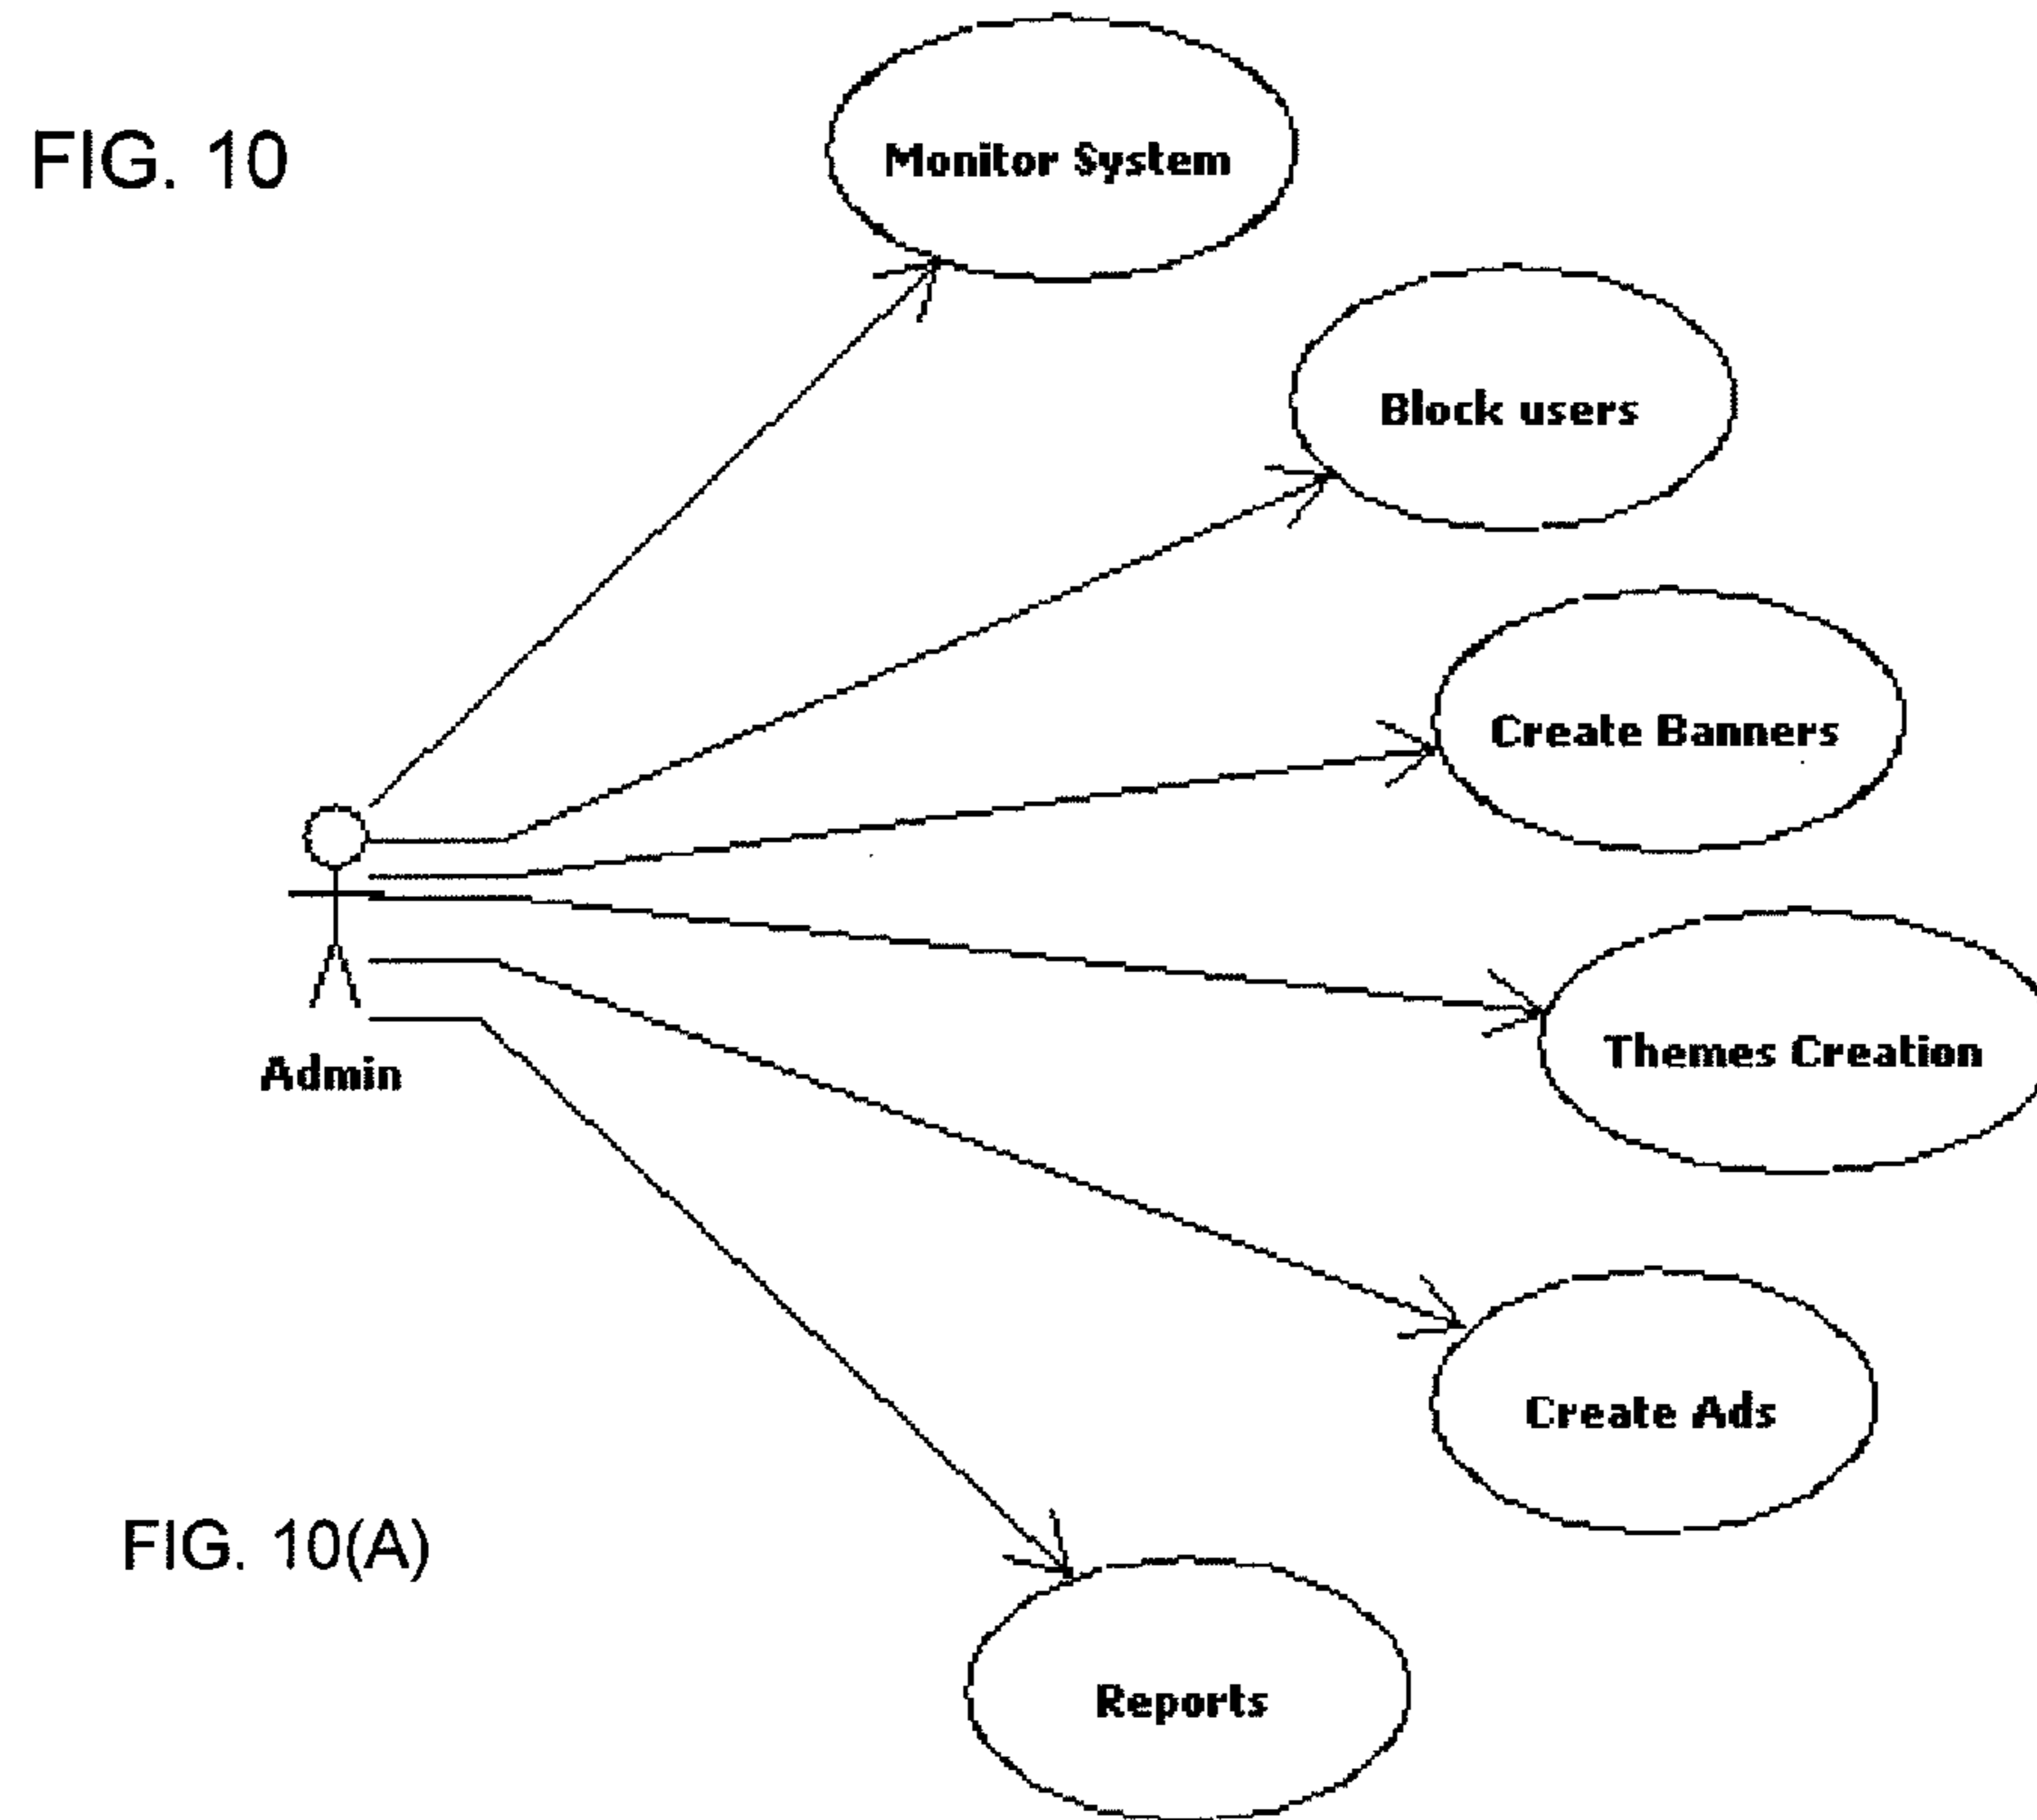 FIG. 10
Monitor System
Block users
Create Banners
Themes Creation
Admin
Create Ads
FIG. 10(A)
Reports